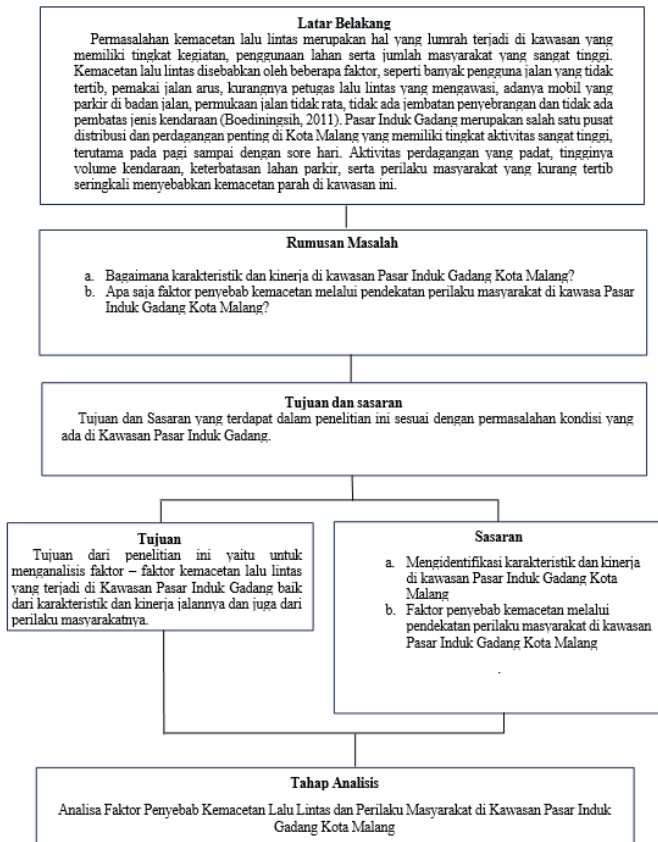 Latar Belakang
Permasalahan kemacetan lalu lintas merupakan hal yang lumrah terjadi di kawasan yang
memiliki tingkat kegiatan, penggunaan lahan serta jumlah masyarakat yang sangat tinggi.
Kemacetan lalu lintas disebabkan oleh beberapa faktor, seperti banyak pengguna jalan yang tidak
tertib, pemakai jalan arus, kurangnya petugas lalu lintas yang mengawasi, adanya mobil yang
parkir di badan jalan, permukaan jalan tidak rata, tidak ada jembatan penyebrangan dan tidak ada
pembatas jenis kendaraan (Boediningsih, 2011). Pasar Induk Gadang merupakan salah satu pusat
distribusi dan perdagangan penting di Kota Malang yang memiliki tingkat aktivitas sangat tinggi,
terutama pada pagi sampai dengan sore hari. Aktivitas perdagangan yang padat, tingginya
volume kendaraan, keterbatasan lahan parkir, serta perilaku masyarakat yang kurang tertib
seringkali menyebabkan kemacetan parah di kawasan ini.
Rumusan Masalah
a. Bagaimana karakteristik dan kinerja di kawasan Pasar Induk Gadang Kota Malang?
b. Apa saja faktor penyebab kemacetan melalui pendekatan perilaku masyarakat di kawasa Pasar
Induk Gadang Kota Malang?
Tujuan dan sasaran
Tujuan dan Sasaran yang terdapat dalam penelitian ini sesuai dengan permasalahan kondisi yang
ada di Kawasan Pasar Induk Gadang.
Tujuan
Tujuan dari penelitian ini yaitu untuk
menganalisis faktor – faktor kemacetan lalu lintas
yang terjadi di Kawasan Pasar Induk Gadang baik
dari karakteristik dan kinerja jalannya dan juga dari
perilaku masyarakatnya.
Sasaran
a. Mengidentifikasi karakteristik dan kinerja
di kawasan Pasar Induk Gadang Kota
Malang
b. Faktor penyebab kemacetan melalui
pendekatan perilaku masyarakat di kawasan
Pasar Induk Gadang Kota Malang
.
Tahap Analisis
Analisa Faktor Penyebab Kemacetan Lalu Lintas dan Perilaku Masyarakat di Kawasan Pasar Induk
Gadang Kota Malang